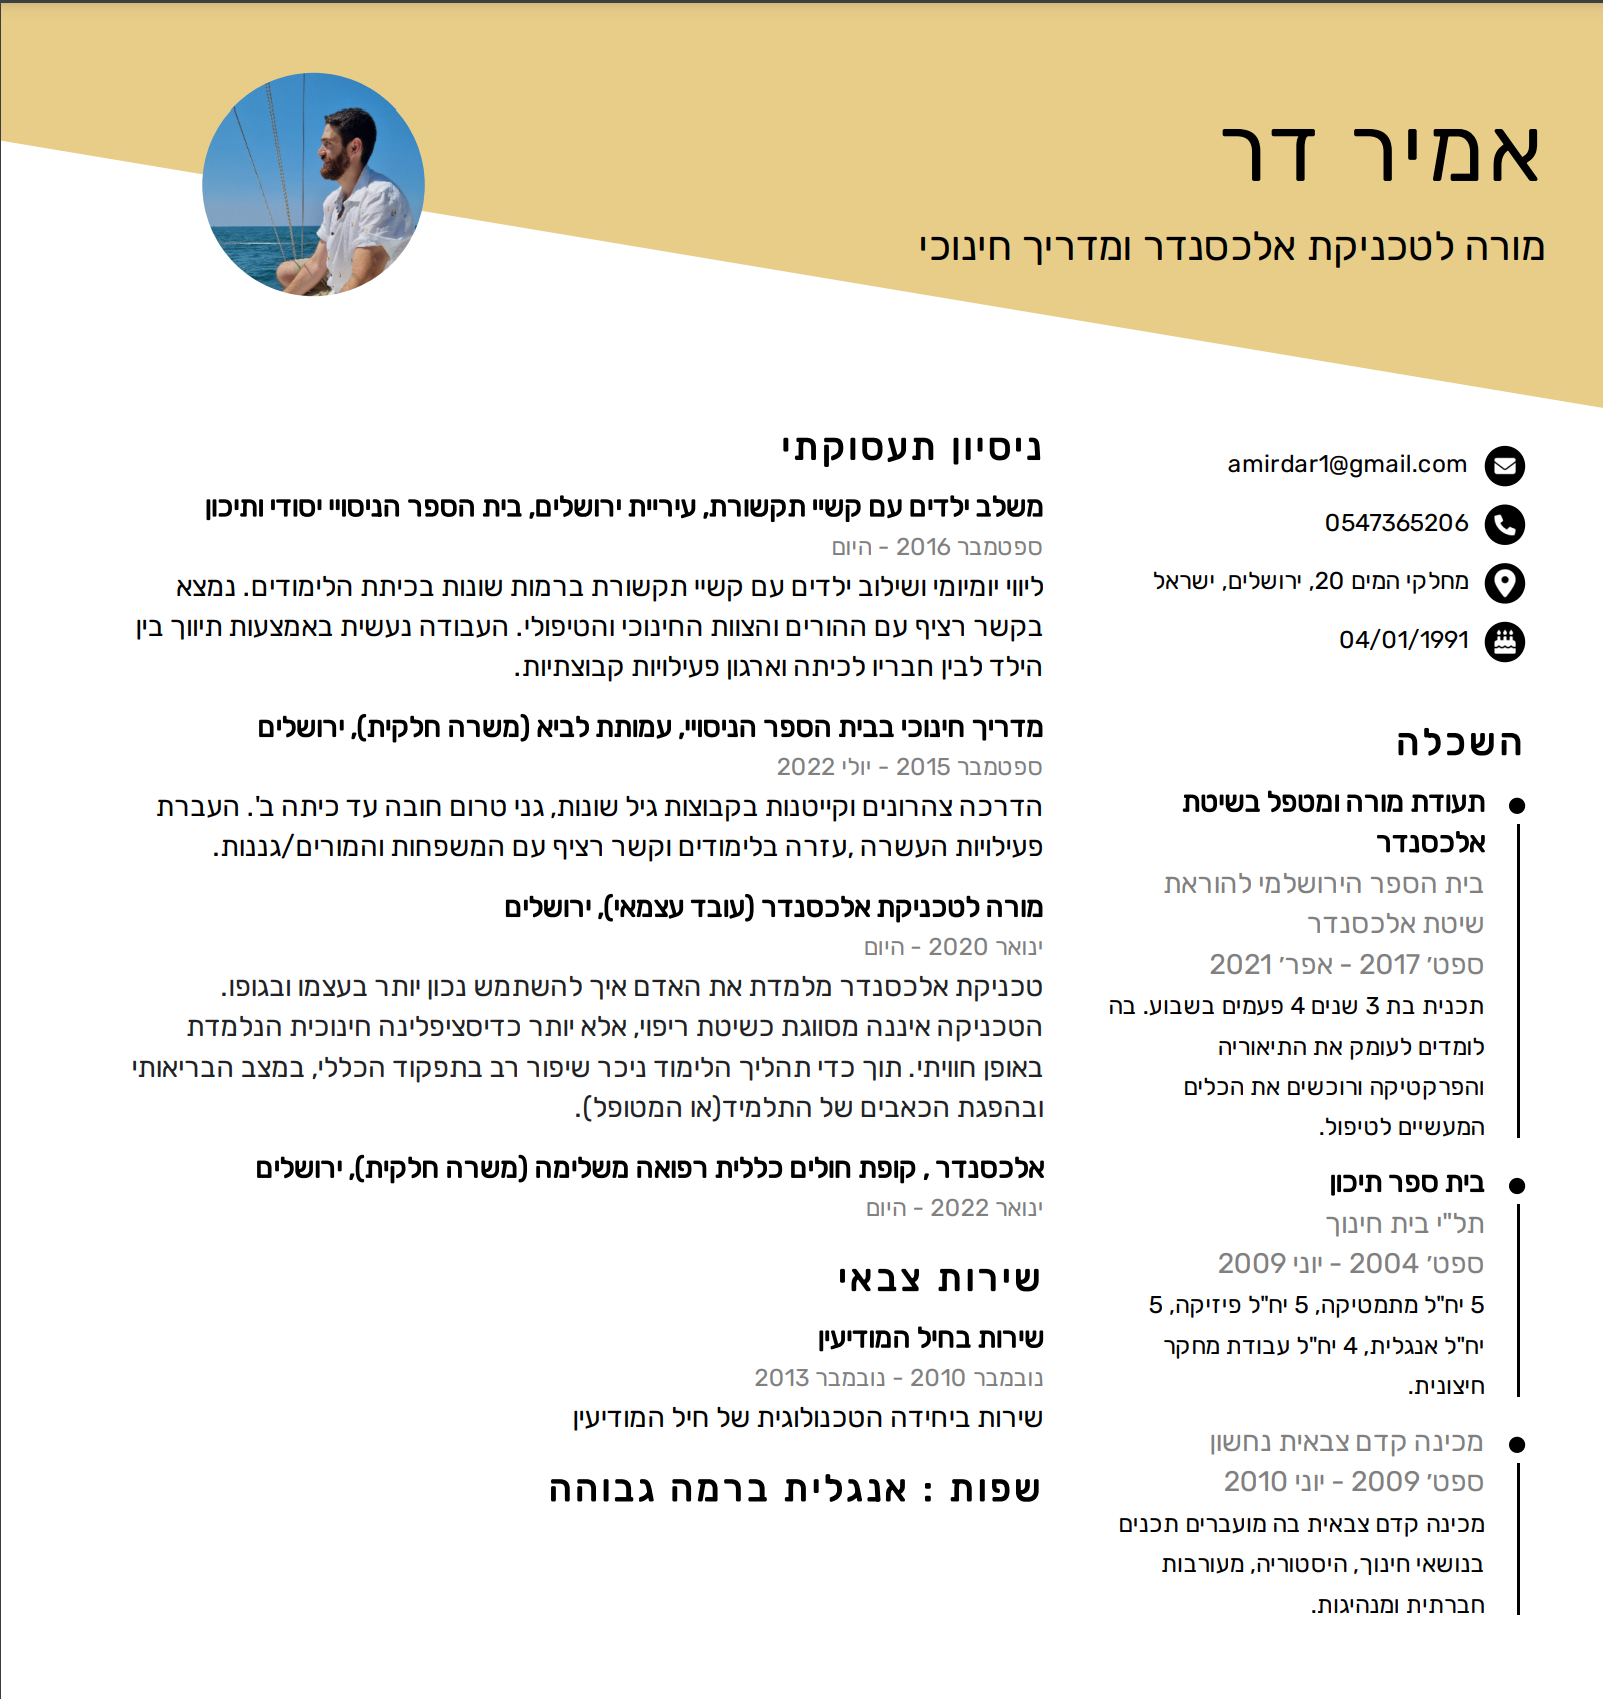 אמיר דר
מורה לטכניקת אלכסנדר ומדריך חינוכי
amirdar1@gmail.com
0547365206
מחלקי המים 20, ירושלים, ישראל
04/01/1991
השכלה
תעודת מורה ומטפל בשיטת
אלכסנדר
בית הספר הירושלמי להוראת
שיטת אלכסנדר
ספט׳ 2017 - אפר׳ 2021
תכנית בת 3 שנים 4 פעמים בשבוע. בה
לומדים לעומק את התיאוריה
והפרקטיקה ורוכשים את הכלים
המעשיים לטיפול.
בית ספר תיכון
תל"י בית חינוך
ספט׳ 2004 - יוני 2009
5 יח"ל מתמטיקה, 5 יח"ל פיזיקה, 5
יח"ל אנגלית, 4 יח"ל עבודת מחקר
חיצונית.
מכינה קדם צבאית נחשון
ספט׳ 2009 - יוני 2010
מכינה קדם צבאית בה מועברים תכנים
בנושאי חינוך, היסטוריה, מעורבות
חברתית ומנהיגות.
ניסיון תעסוקתי
משלב ילדים עם קשיי תקשורת, עיריית ירושלים, בית הספר הניסויי יסודי ותיכון
ספטמבר 2016 - היום
ליווי יומיומי ושילוב ילדים עם קשיי תקשורת ברמות שונות בכיתת הלימודים. נמצא
בקשר רציף עם ההורים והצוות החינוכי והטיפולי. העבודה נעשית באמצעות תיווך בין
הילד לבין חבריו לכיתה וארגון פעילויות קבוצתיות.
מדריך חינוכי בבית הספר הניסויי, עמותת לביא (משרה חלקית), ירושלים
ספטמבר 2015 - יולי 2022
הדרכה צהרונים וקייטנות בקבוצות גיל שונות, גני טרום חובה עד כיתה ב'. העברת
פעילויות העשרה ,עזרה בלימודים וקשר רציף עם המשפחות והמורים/גננות.
מורה לטכניקת אלכסנדר (עובד עצמאי), ירושלים
ינואר 2020 - היום
טכניקת אלכסנדר מלמדת את האדם איך להשתמש נכון יותר בעצמו ובגופו.
הטכניקה איננה מסווגת כשיטת ריפוי, אלא יותר כדיסציפלינה חינוכית הנלמדת
באופן חוויתי. תוך כדי תהליך הלימוד ניכר שיפור רב בתפקוד הכללי, במצב הבריאותי
ובהפגת הכאבים של התלמיד(או המטופל).
אלכסנדר , קופת חולים כללית רפואה משלימה (משרה חלקית), ירושלים
ינואר 2022 - היום
שירות צבאי
שירות בחיל המודיעין
נובמבר 2010 - נובמבר 2013
שירות ביחידה הטכנולוגית של חיל המודיעין
שפות : אנגלית ברמה גבוהה